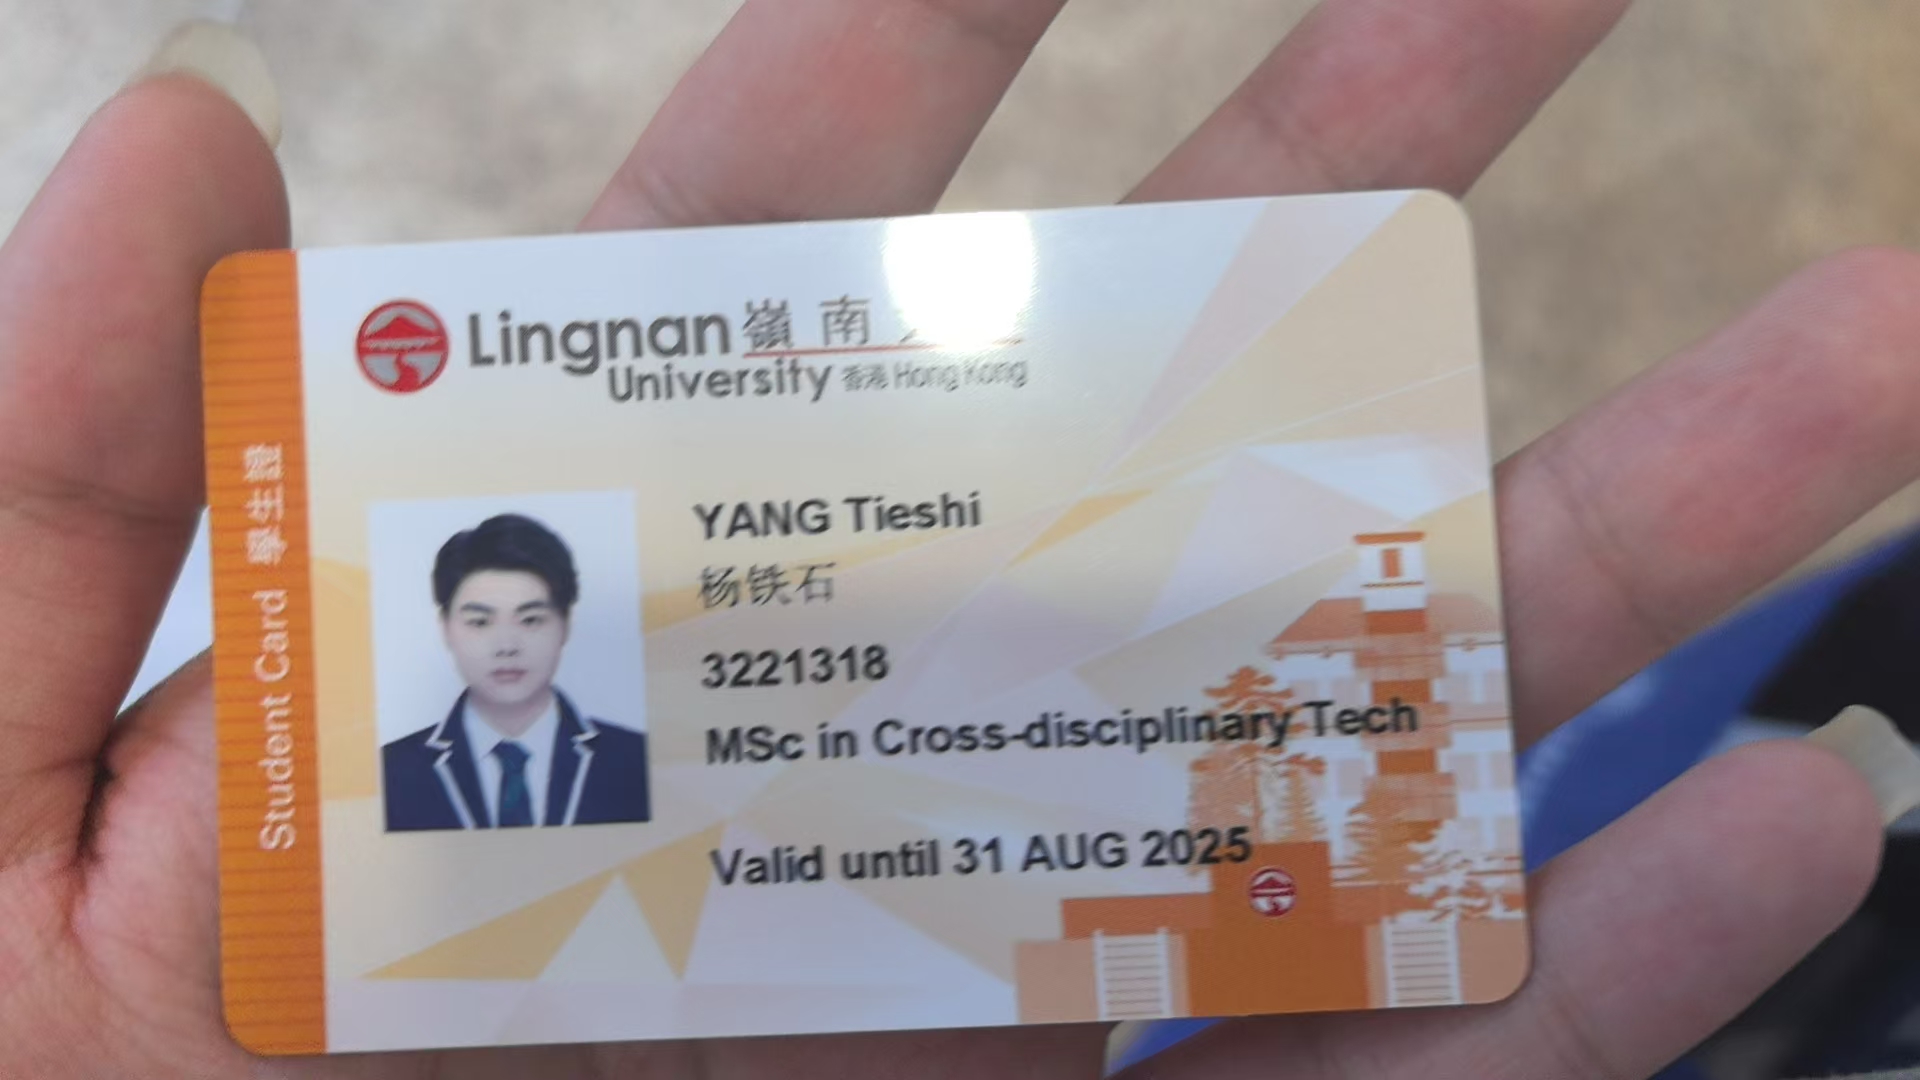 Lingnan 嶺南
University 香港 Hong Kong
Student Card 學生證
YANG Tieshi
杨铁石
3221318
MSc in Cross-disciplinary Tech
Valid until 31 AUG 2025